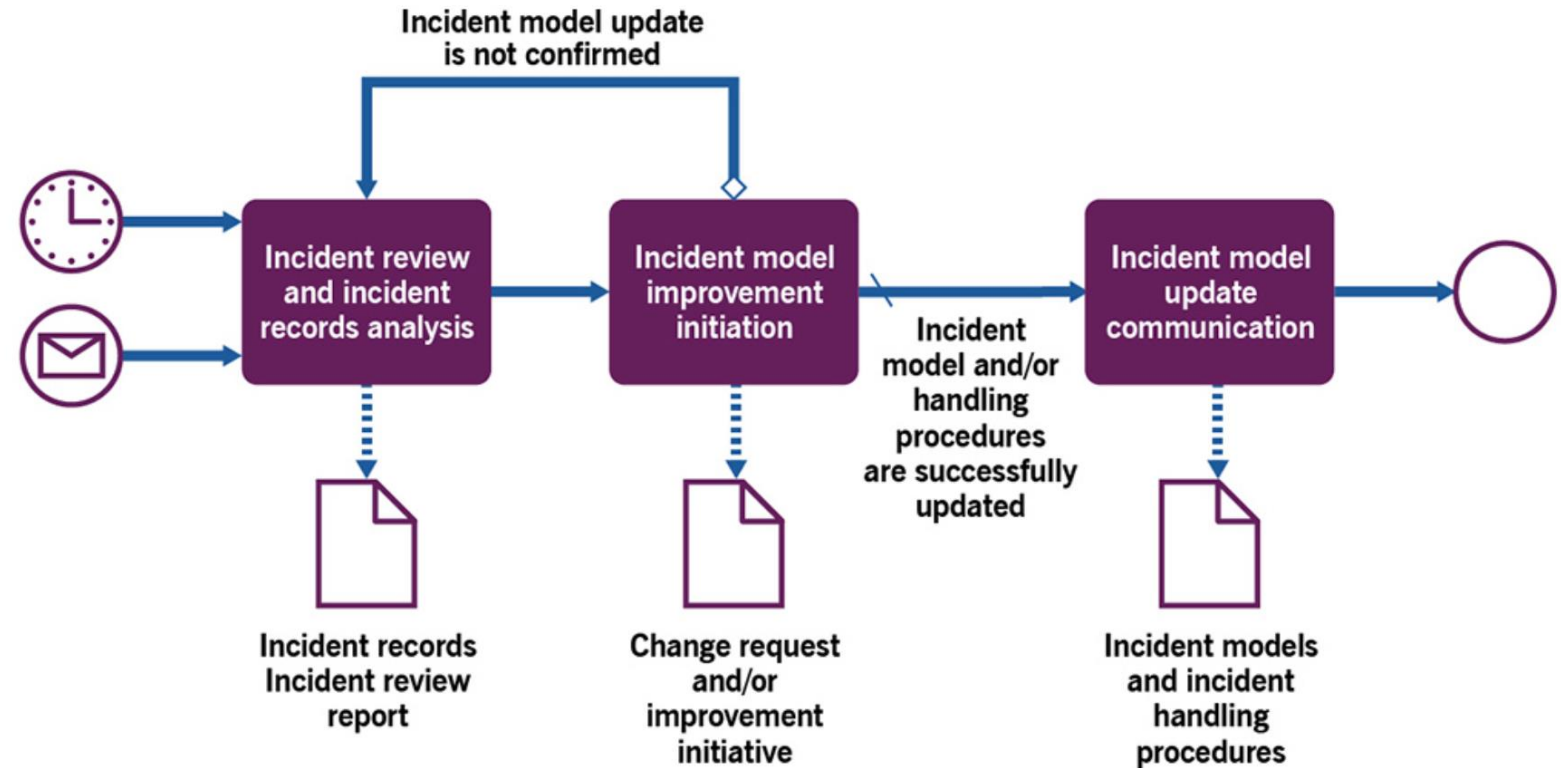 Incident model update
is not confirmed
Incident review
and incident
records analysis
Incident model
improvement
initiation
Incident
model and/or
handling
procedures
are successfully
updated
Incident model
update
communication
Incident records
Incident review
report
Change request
and/or
improvement
initiative
Incident models
and incident
handling
procedures